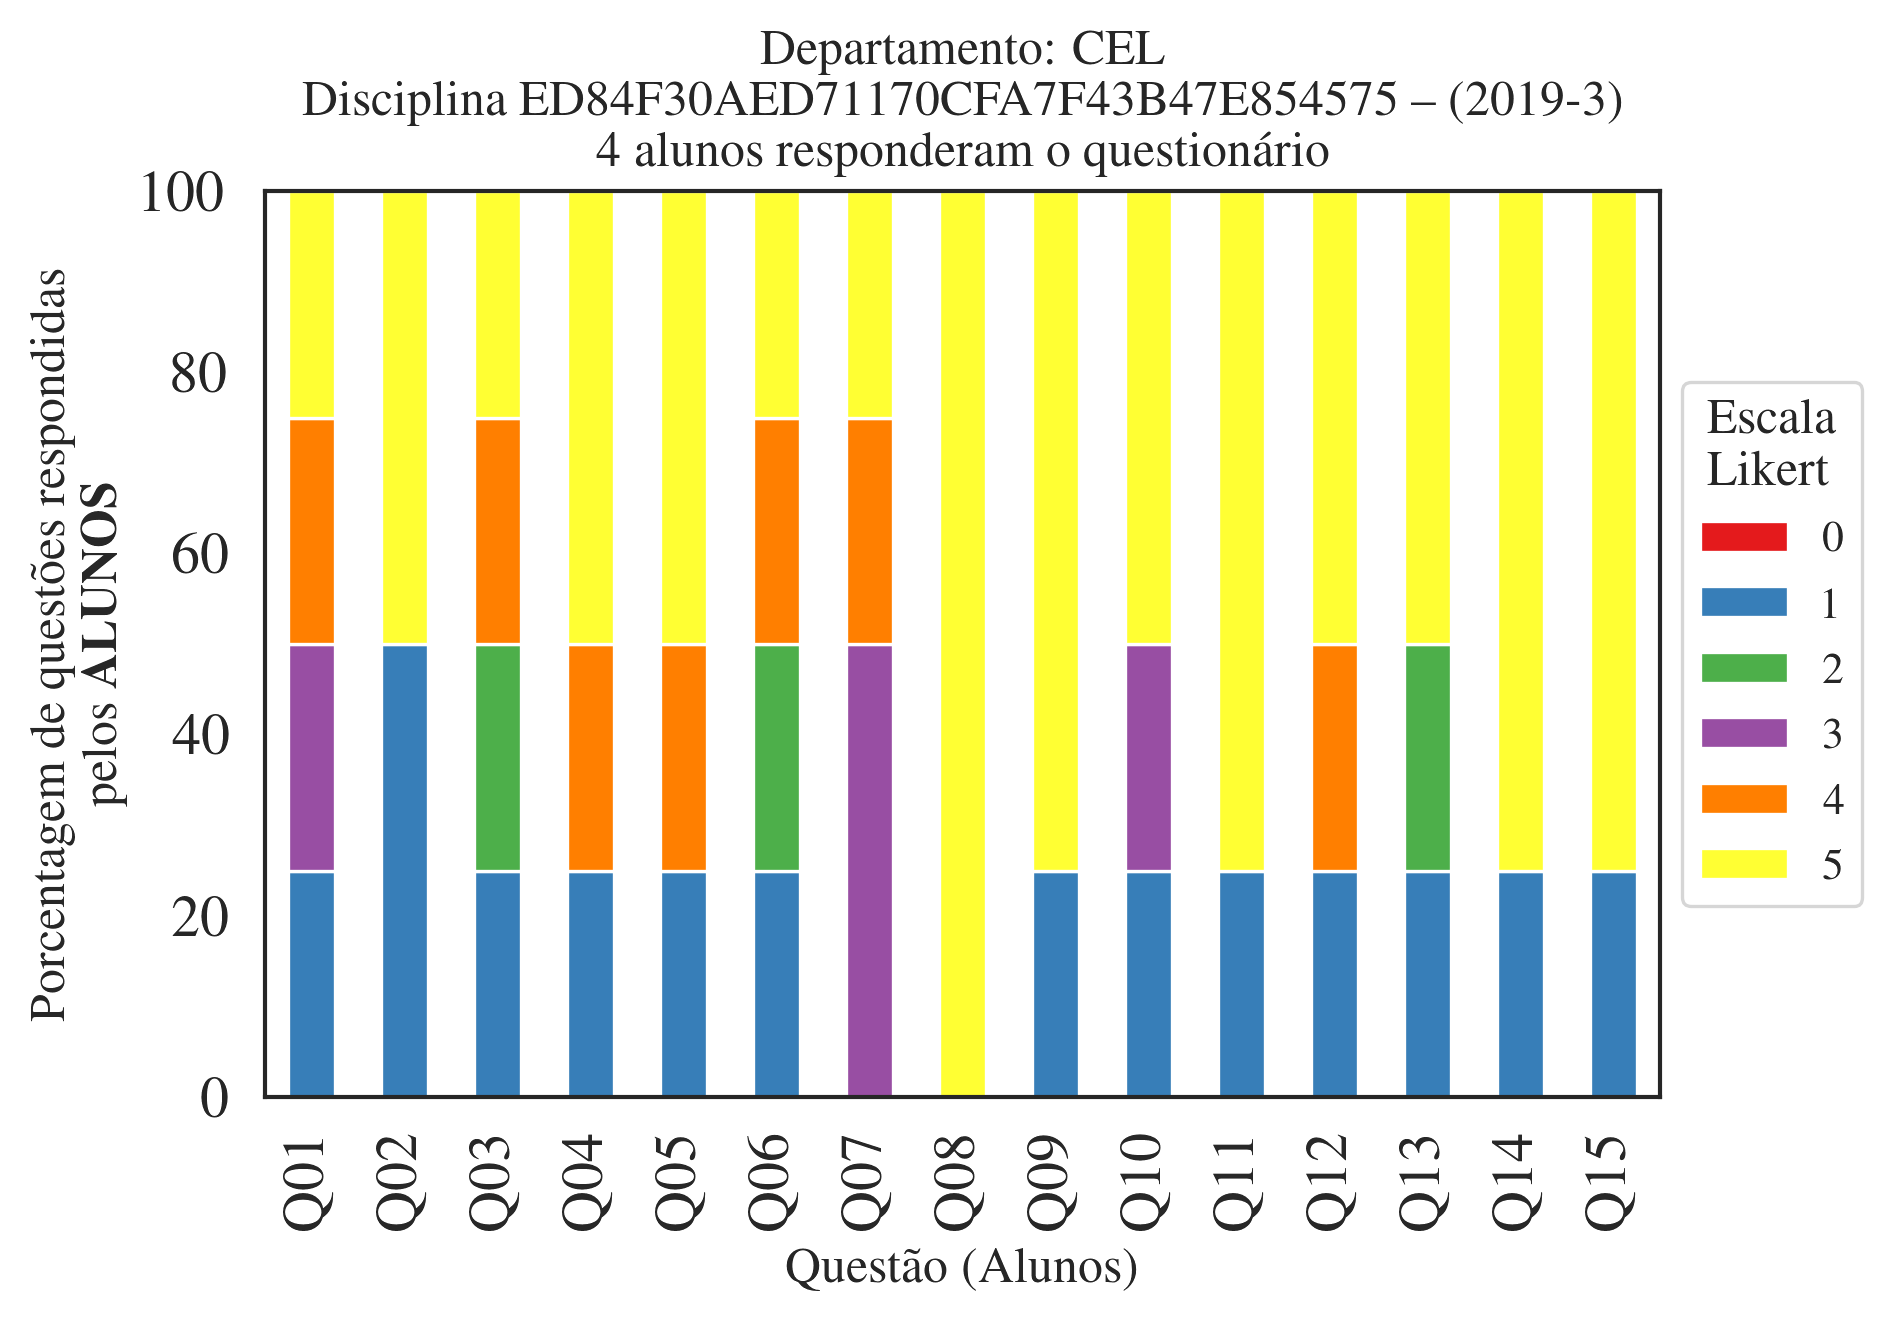 Departamento: CEL
Disciplina ED84F30AED71170CFA7F43B47E854575 – (2019-3)
4 alunos responderam o questionário
Porcentagem de questões respondidas
pelos ALUNOS
100
80
60
40
20
0
Q01
Q02
Q03
Q04
Q05
Q06
Q07
Q08
Q09
Q10
Q11
Q12
Q13
Q14
Q15
Questão (Alunos)
Escala
Likert
0
1
2
3
4
5